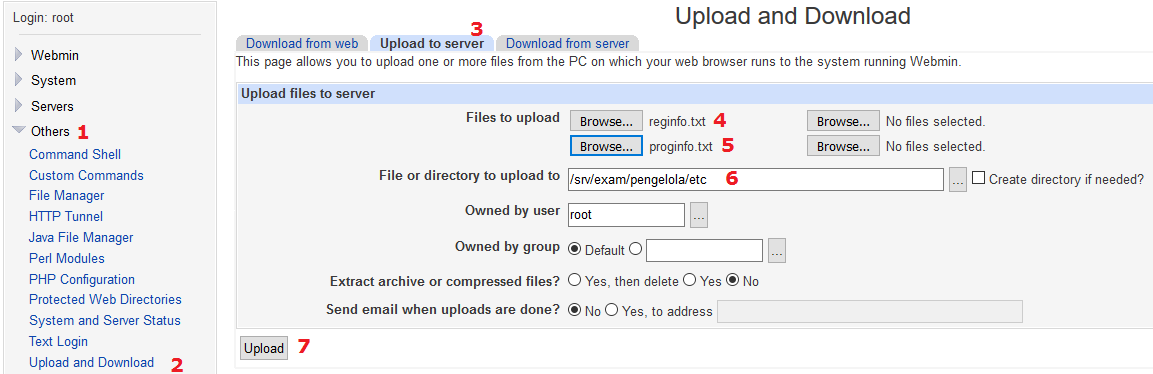 Login: root
Webmin
System
Servers
Others 1
Command Shell
Custom Commands
File Manager
HTTP Tunnel
Java File Manager
Perl Modules
PHP Configuration
Protected Web Directories
System and Server Status
Text Login
Upload and Download 2
Upload and Download
3
Download from web Upload to server Download from server
This page allows you to upload one or more files from the PC on which your web browser runs to the system running Webmin.
Upload files to server
Files to upload Browse... reginfo.txt 4 Browse... No files selected.
Browse... proginfo.txt 5 Browse... No files selected.
File or directory to upload to /srv/exam/pengelola/etc 6 ... Create directory if needed?
Owned by user root ...
Owned by group Default ...
Extract archive or compressed files? Yes, then delete Yes No
Send email when uploads are done? No Yes, to address
Upload 7